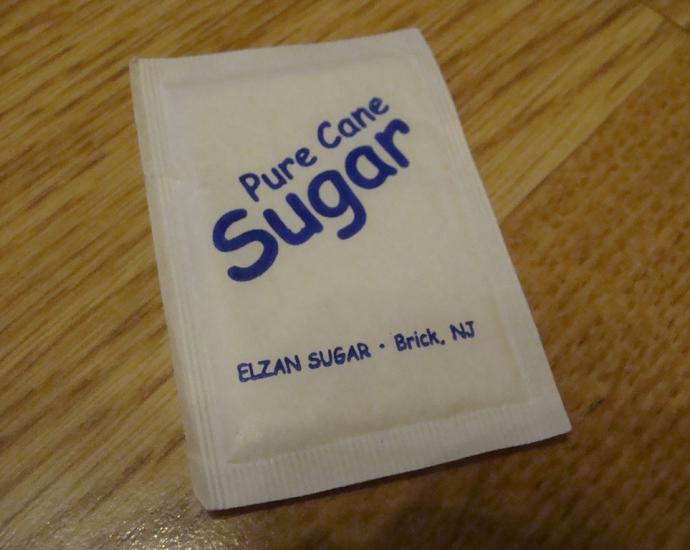 Pure Cane
Sugar
ELZAN SUGAR · Brick, NJ